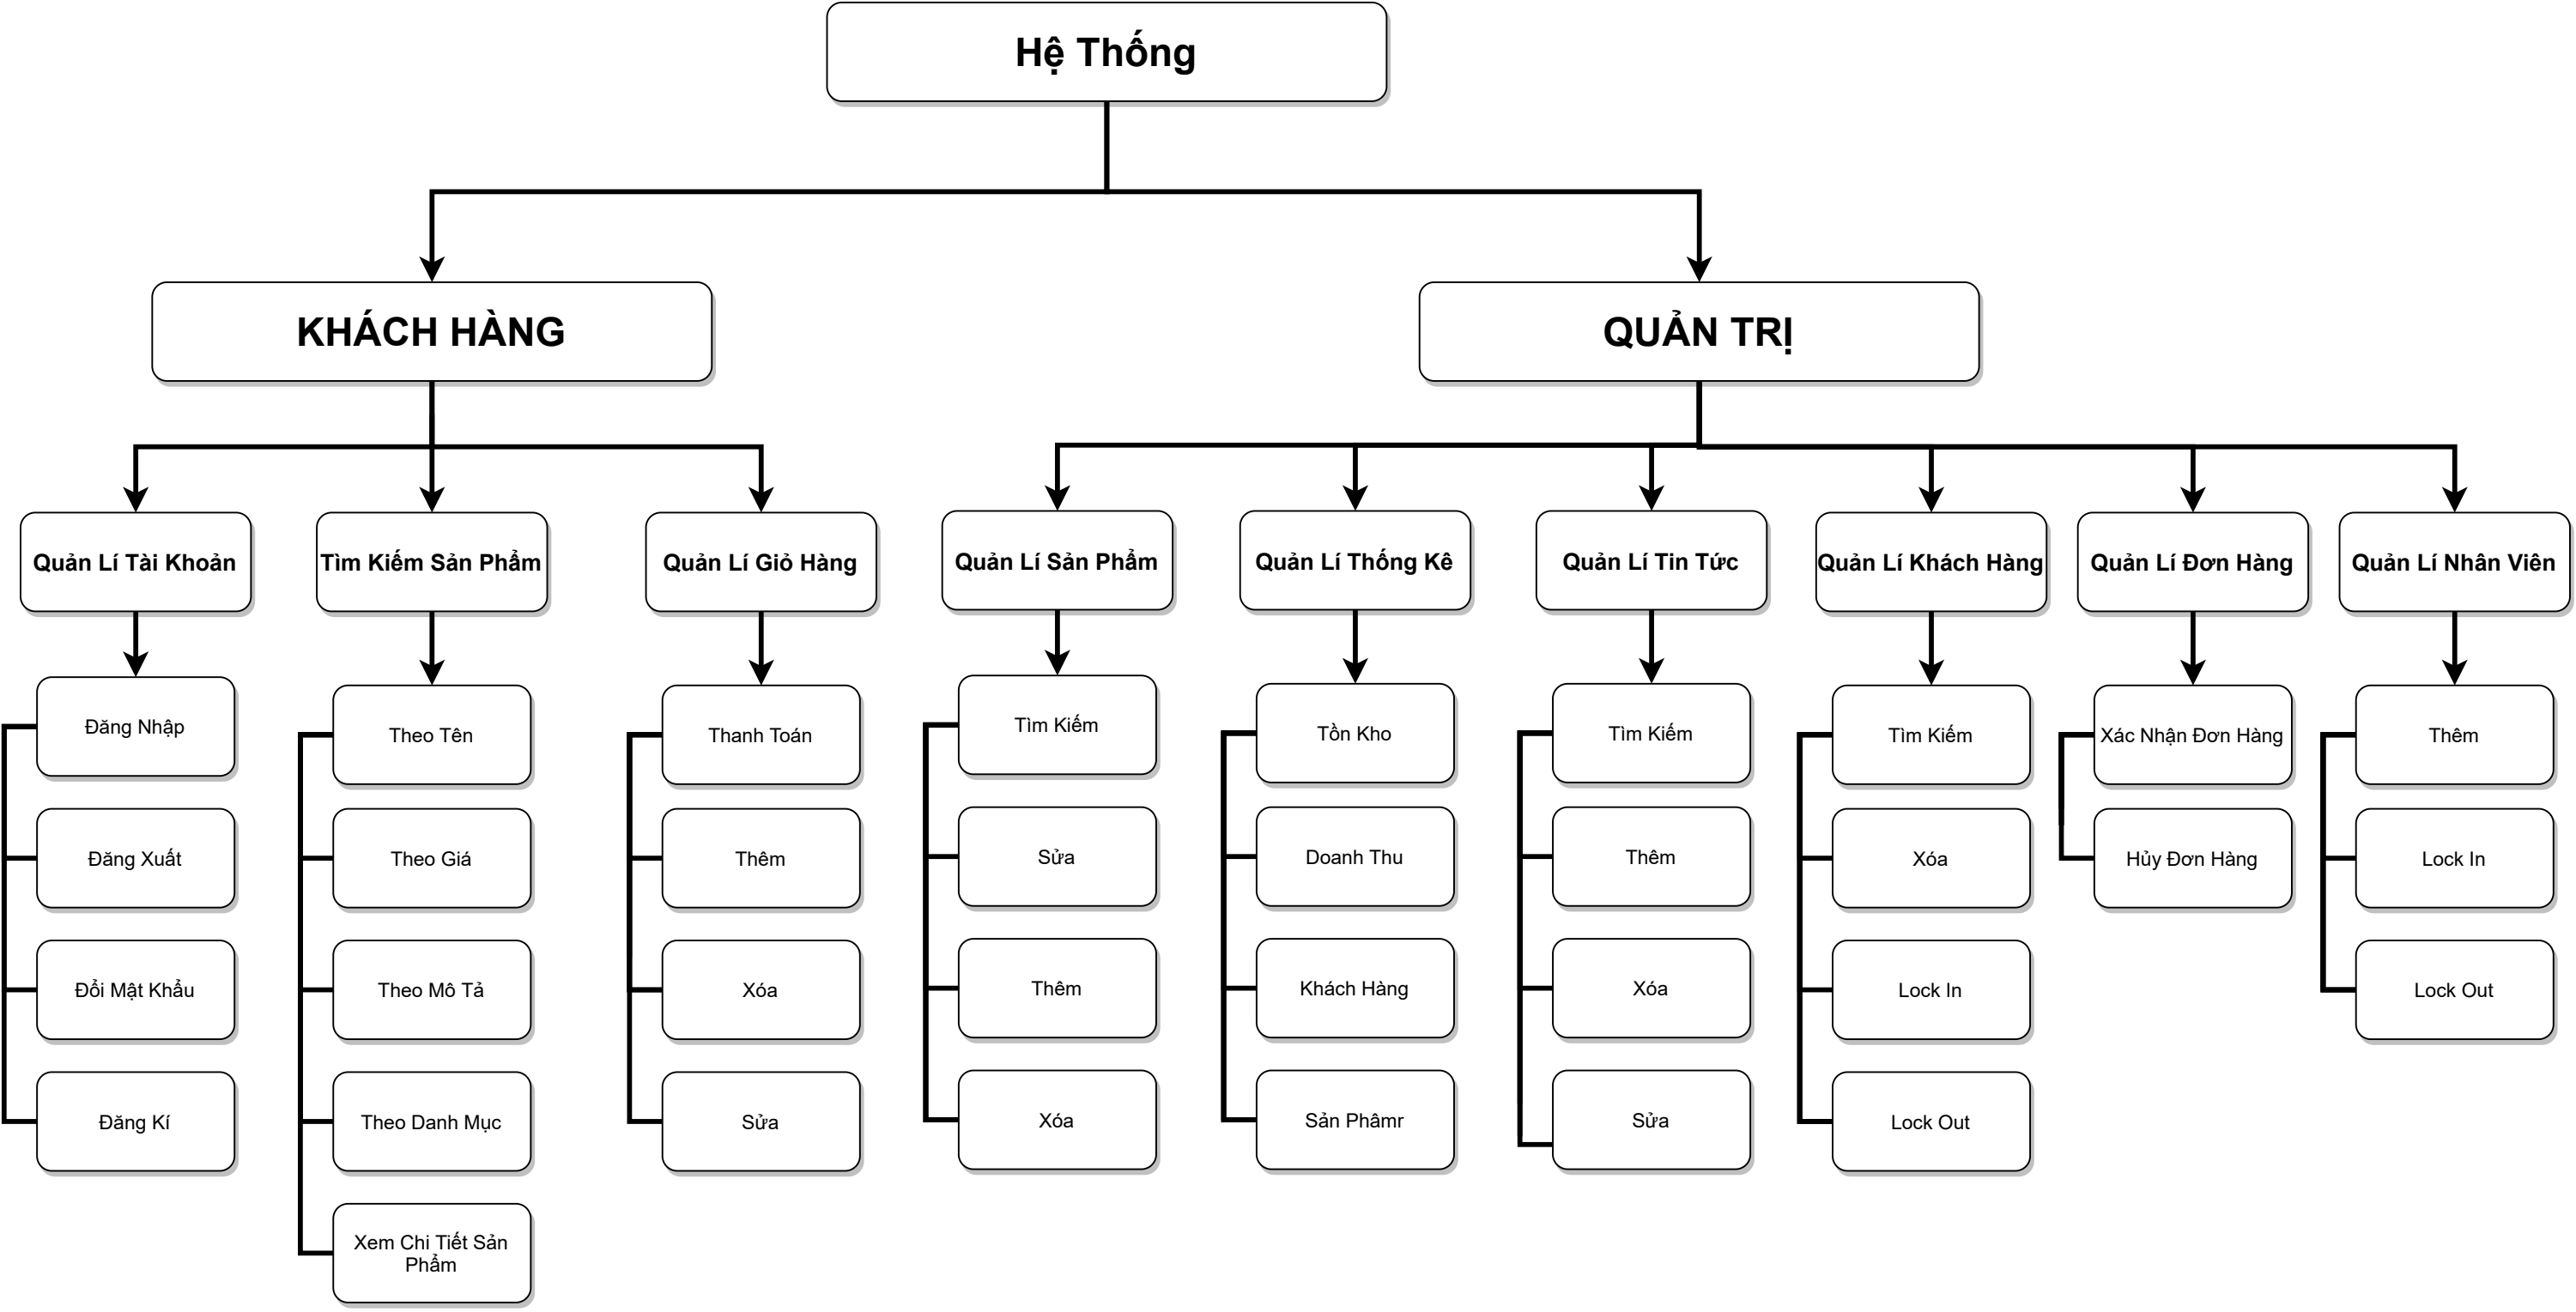 Hệ Thống
KHÁCH HÀNG
QUẢN TRỊ
Quản Lí Tài Khoản
Tìm Kiếm Sản Phẩm
Quản Lí Giỏ Hàng
Quản Lí Sản Phẩm
Quản Lí Thống Kê
Quản Lí Tin Tức
Quản Lí Khách Hàng
Quản Lí Đơn Hàng
Quản Lí Nhân Viên
Đăng Nhập
Đăng Xuất
Đổi Mật Khẩu
Đăng Kí
Theo Tên
Theo Giá
Theo Mô Tả
Theo Danh Mục
Xem Chi Tiết Sản
Phẩm
Thanh Toán
Thêm
Xóa
Sửa
Tìm Kiếm
Sửa
Thêm
Xóa
Tồn Kho
Doanh Thu
Khách Hàng
Sản Phâmr
Tìm Kiếm
Thêm
Xóa
Sửa
Tìm Kiếm
Xóa
Lock In
Lock Out
Xác Nhận Đơn Hàng
Hủy Đơn Hàng
Thêm
Lock In
Lock Out